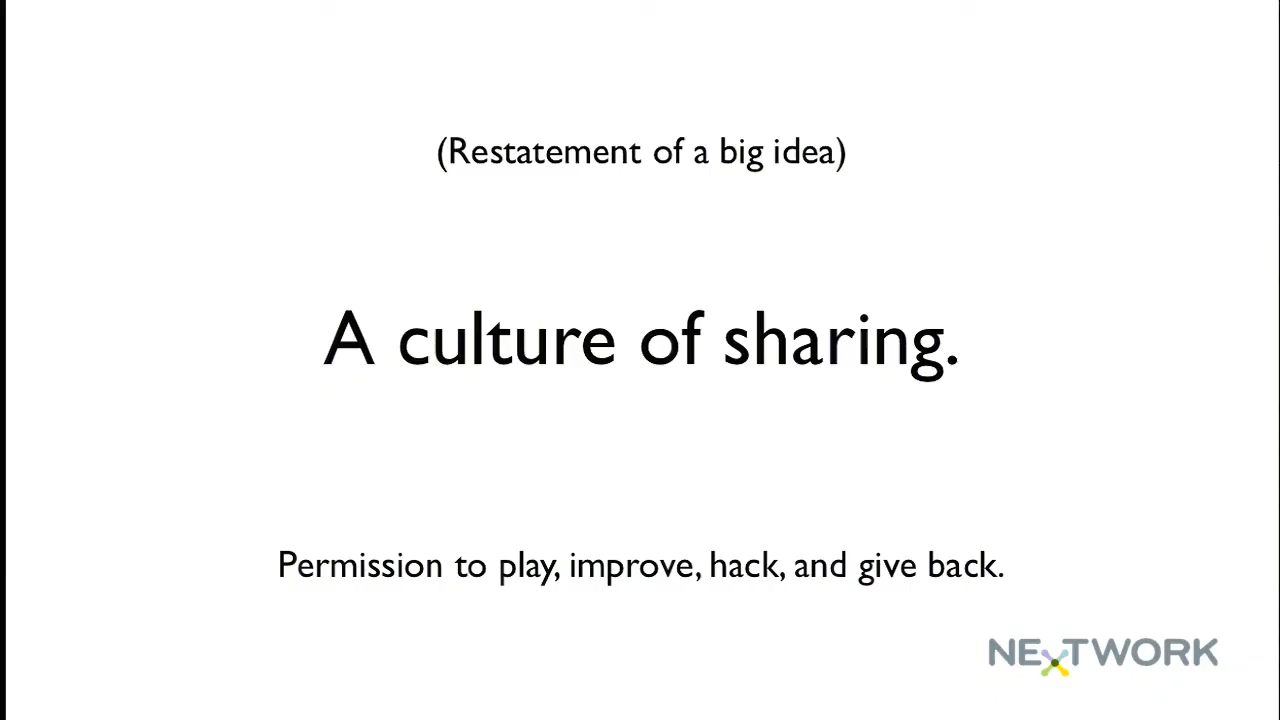 (Restatement of a big idea)
A culture of sharing.
Permission to play, improve, hack, and give back.
NEXTWORK